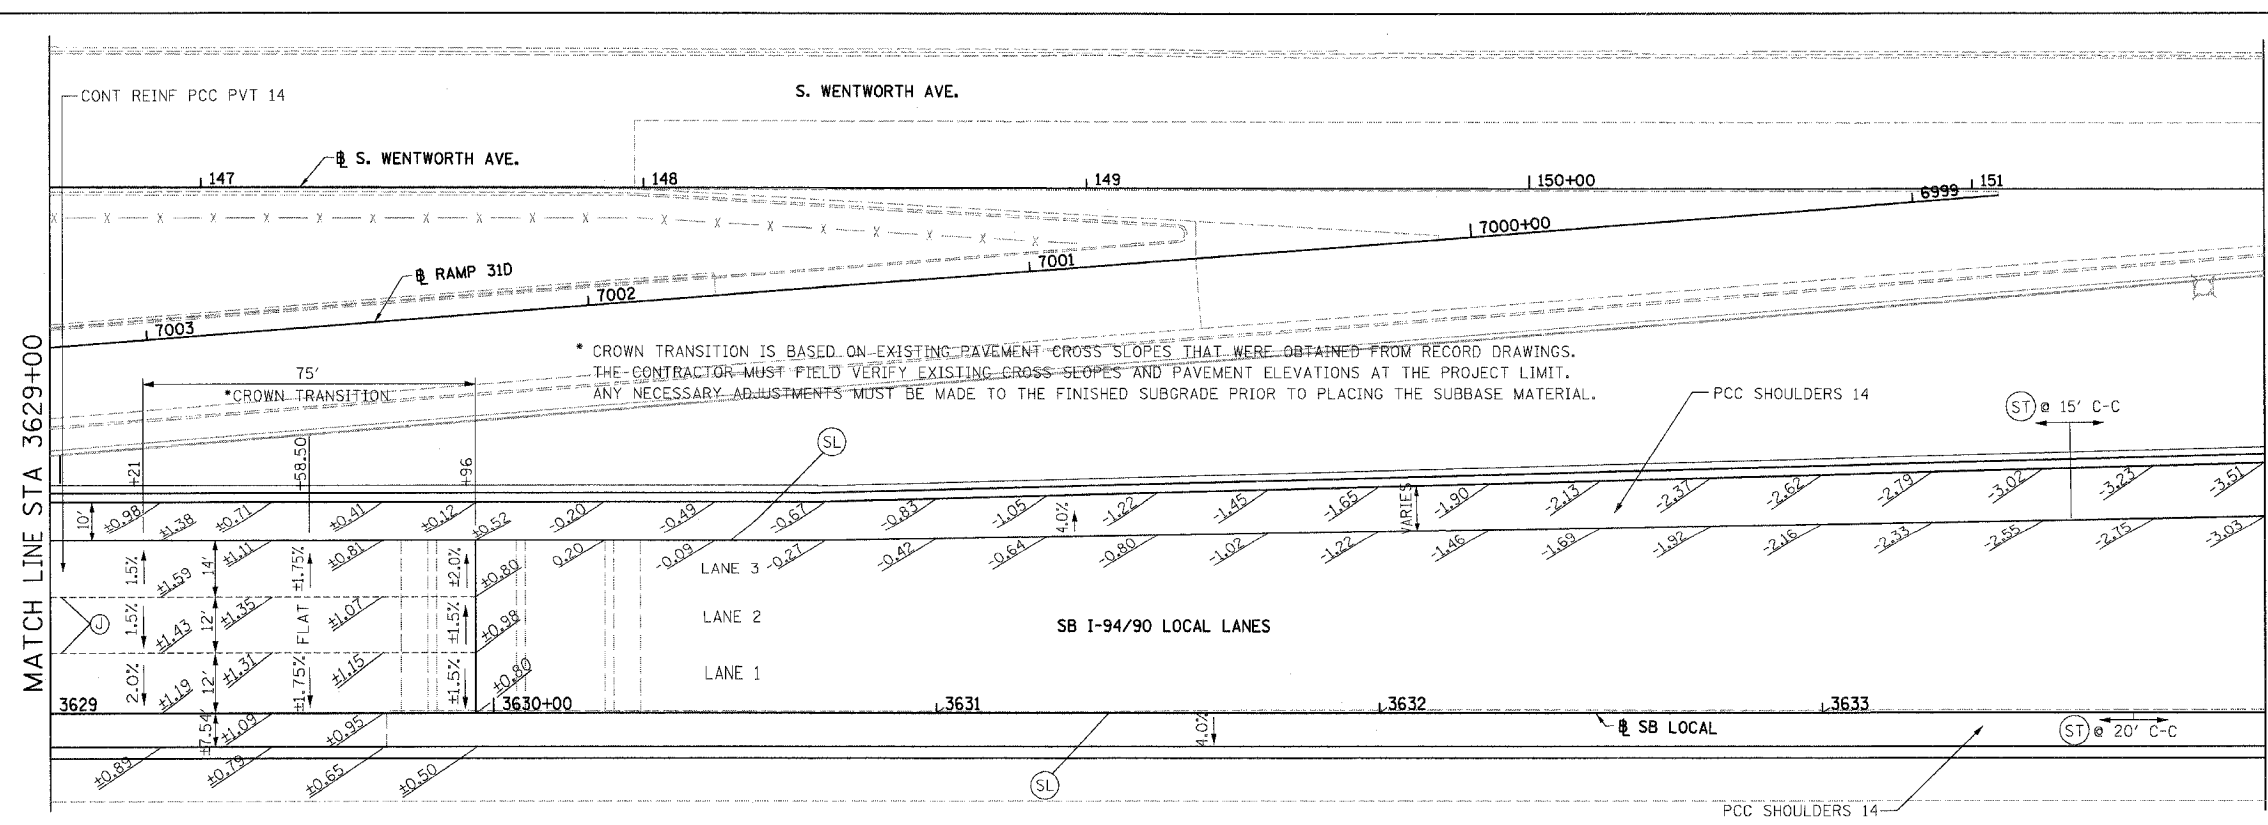 CONT REINF PCC PVT 14
S. WENTWORTH AVE.
℄ S. WENTWORTH AVE.
147
148
149
150+00
151
6999
7000+00
7001
7002
7003
℄ RAMP 31D
MATCH LINE STA 3629+00
* CROWN TRANSITION IS BASED ON EXISTING PAVEMENT CROSS SLOPES THAT WERE OBTAINED FROM RECORD DRAWINGS.
THE CONTRACTOR MUST FIELD VERIFY EXISTING CROSS SLOPES AND PAVEMENT ELEVATIONS AT THE PROJECT LIMIT.
ANY NECESSARY ADJUSTMENTS MUST BE MADE TO THE FINISHED SUBGRADE PRIOR TO PLACING THE SUBBASE MATERIAL.
75'
*CROWN TRANSITION
PCC SHOULDERS 14
ST @ 15' C-C
SL
+21
+58.50
+96
10'
±0.98 ±1.38 ±0.71 ±0.41 ±0.12 ±0.52 -0.20 -0.49 -0.67 -0.83 -1.05 4.0% -1.22 -1.45 -1.65 VARIES -1.90 -2.13 -2.37 -2.62 -2.79 -3.02 -3.23 -3.51
±1.11 ±0.81 0.20 -0.09 -0.27 -0.42 -0.64 -0.80 -1.02 -1.22 -1.46 -1.69 -1.92 -2.16 -2.33 -2.55 -2.75 -3.03
1.5% ±1.59 14' ±1.75% ±2.0% ±0.80 LANE 3
J 1.5% ±1.43 12' ±1.35 FLAT ±1.07 ±1.5% ±0.98 LANE 2
SB I-94/90 LOCAL LANES
2.0% ±1.19 12' ±1.31 ±1.75% ±1.15 ±1.5% ±0.80 LANE 1
3629 3630+00 3631 3632 3633
±7.54' ±1.09 ±0.95 4.0% ℄ SB LOCAL ST @ 20' C-C
±0.89 ±0.79 ±0.65 ±0.50
SL
PCC SHOULDERS 14